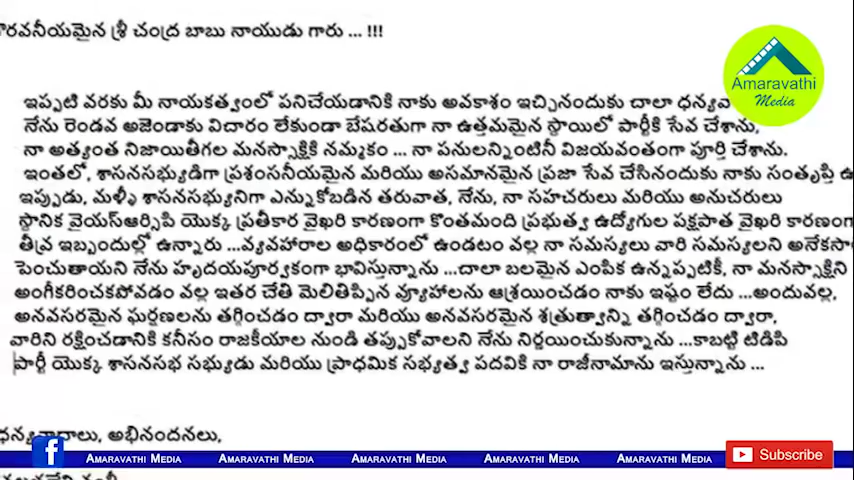 గౌరవనీయమైన శ్రీ చంద్ర బాబు నాయుడు గారు ... !!!
Amaravathi
Media
ఇప్పటి వరకు మీ నాయకత్వంలో పనిచేయడానికి నాకు అవకాశం ఇచ్చినందుకు చాలా
నేను రెండవ అజెండాకు విచారం లేకుండా బేషరతుగా నా ఉత్తమమైన స్థాయిలో పార్టీకి సేవ చేశాను,
నా అత్యంత నిజాయితీగల మనస్సాక్షికి నమ్మకం ... నా పనులన్నింటినీ విజయవంతంగా పూర్తి చేశాను.
ఇంతలో, శాసనసభ్యుడిగా ప్రశంసనీయమైన మరియు అసమానమైన ప్రజా సేవ చేసినందుకు నాకు సంతృప్తి
ఇప్పుడు, మళ్ళీ శాసనసభ్యునిగా ఎన్నుకోబడిన తరువాత, నేను, నా సహచరులు మరియు అనుచరులు
స్థానిక వైయస్ఆర్సిపి యొక్క ప్రతీకార వైఖరి కారణంగా కొంతమంది ప్రభుత్వ ఉద్యోగుల పక్షపాత వైఖరి కారణంగా
తీవ్ర ఇబ్బందుల్లో ఉన్నారు ...వ్యవహారాల అధికారంలో ఉండటం వల్ల నా సమస్యలు వారి సమస్యలని
పెంచుతాయని నేను హృదయపూర్వకంగా భావిస్తున్నాను ...చాలా బలమైన ఎంపిక ఉన్నప్పటికీ, నా మనస్సాక్షిని
అంగీకరించకపోవడం వల్ల ఇతర చేతి మెలితిప్పిన వ్యూహాలను ఆశ్రయించడం నాకు ఇష్టం లేదు ...అందువల్ల,
అనవసరమైన ఘర్షణలను తగ్గించడం ద్వారా మరియు అనవసరమైన శత్రుత్వాన్ని తగ్గించడం ద్వారా,
వారిని రక్షించడానికి కనీసం రాజకీయాల నుండి తప్పుకోవాలని నేను నిర్ణయించుకున్నాను ...కాబట్టి టిడిపి
పార్టీ యొక్క శాసనసభ సభ్యుడు మరియు ప్రాధమిక సభ్యత్వ పదవికి నా రాజీనామాను ఇస్తున్నాను ...
ధన్యవాదాలు, అభినందనలు,
f AMARAVATHI MEDIA AMARAVATHI MEDIA AMARAVATHI MEDIA AMARAVATHI MEDIA AMARAVATHI MEDIA Subscribe